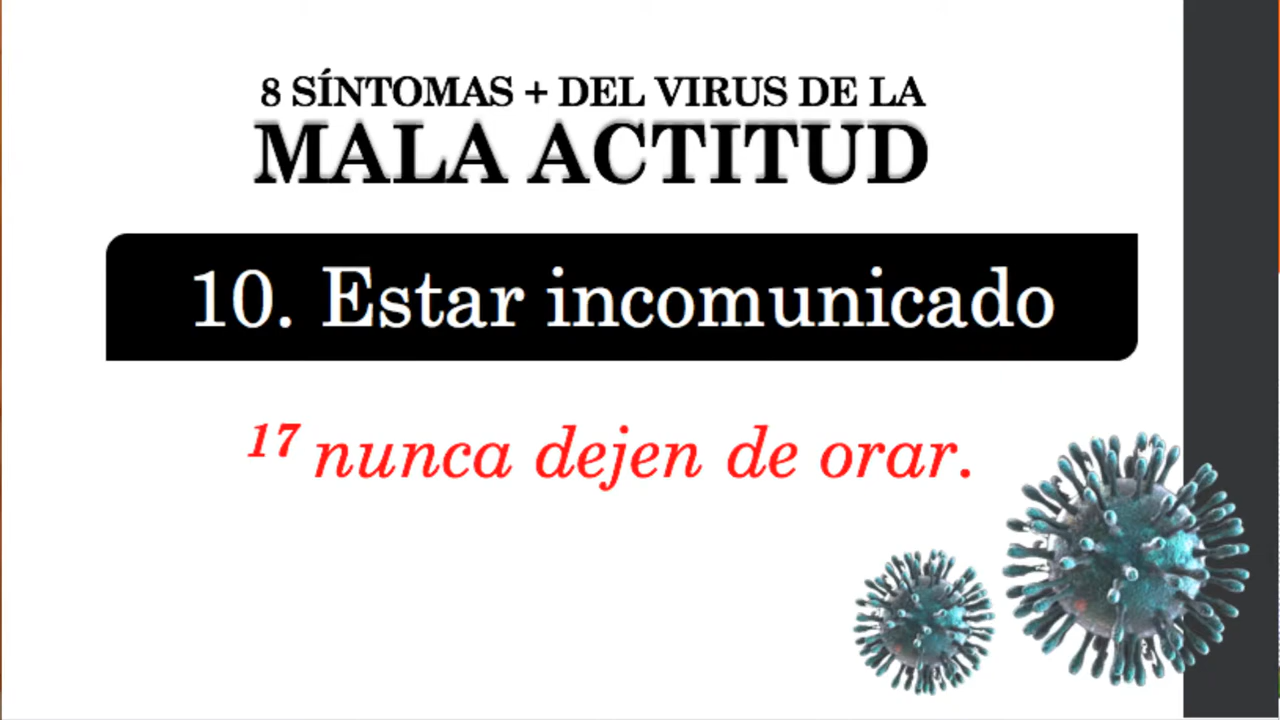 8 SÍNTOMAS + DEL VIRUS DE LA
MALA ACTITUD
10. Estar incomunicado
17 nunca dejen de orar.